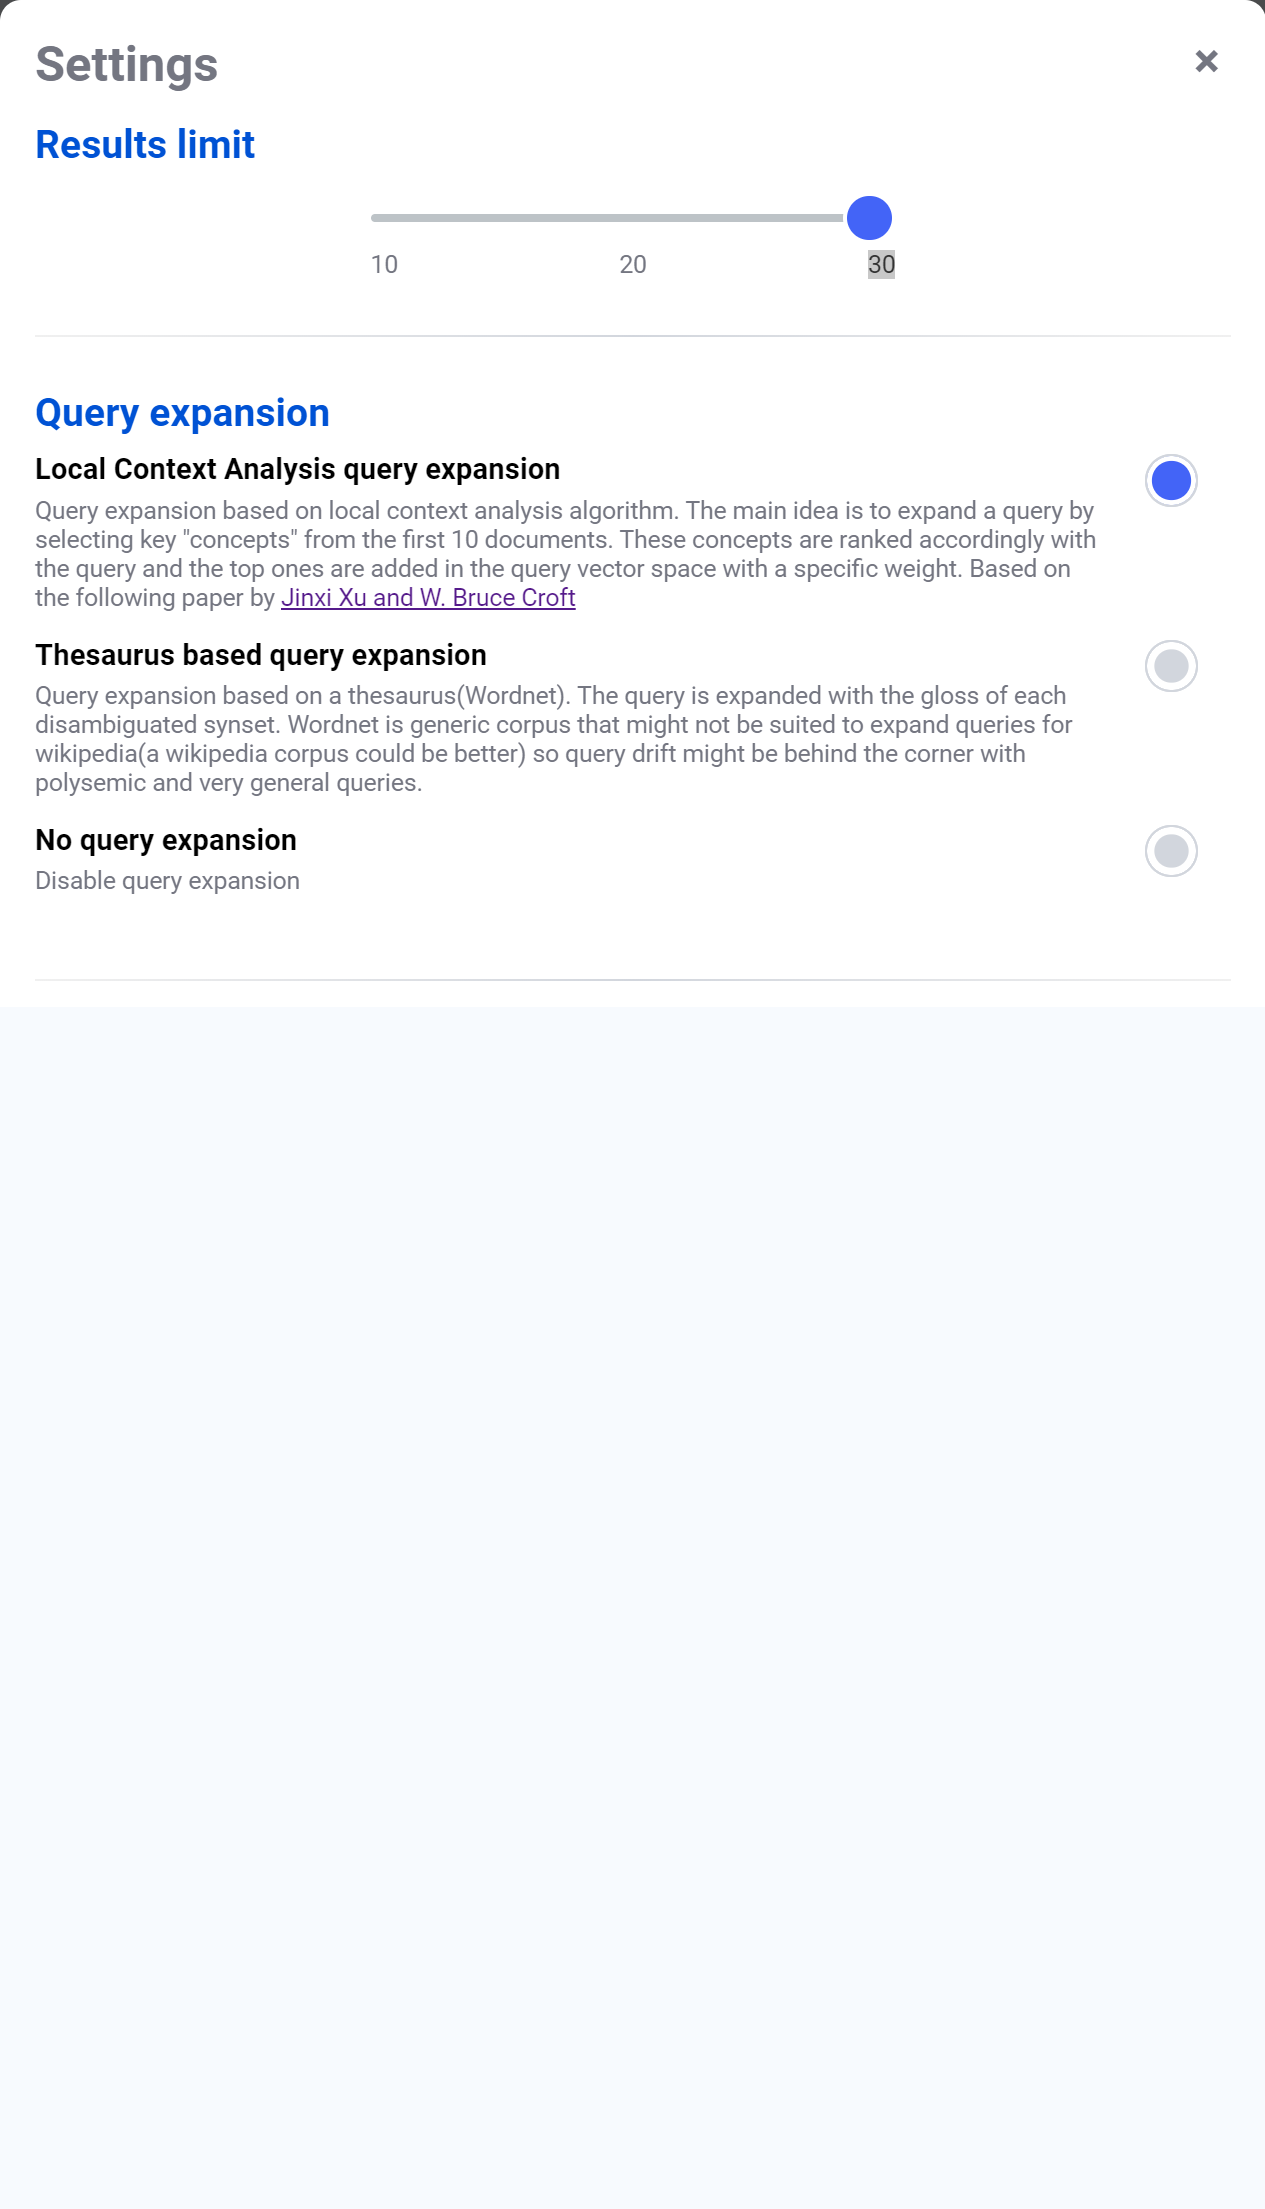 Settings
Results limit
10 20 30
Query expansion
Local Context Analysis query expansion
Query expansion based on local context analysis algorithm. The main idea is to expand a query by
selecting key "concepts" from the first 10 documents. These concepts are ranked accordingly with
the query and the top ones are added in the query vector space with a specific weight. Based on
the following paper by Jinxi Xu and W. Bruce Croft
Thesaurus based query expansion
Query expansion based on a thesaurus(Wordnet). The query is expanded with the gloss of each
disambiguated synset. Wordnet is generic corpus that might not be suited to expand queries for
wikipedia(a wikipedia corpus could be better) so query drift might be behind the corner with
polysemic and very general queries.
No query expansion
Disable query expansion